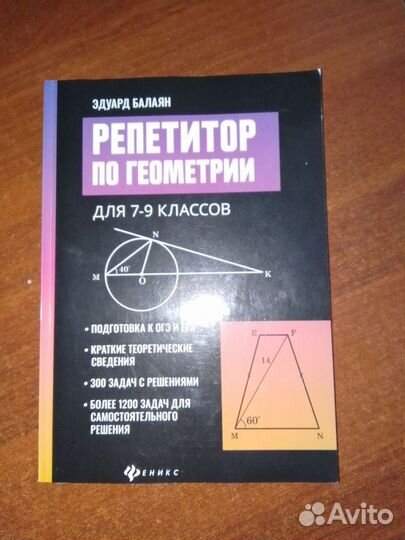 ЭДУАРД БАЛАЯН
РЕПЕТИТОР
ПО ГЕОМЕТРИИ
ДЛЯ 7-9 КЛАССОВ
N
M
40°
O
K
• ПОДГОТОВКА К ОГЭ И ЕГЭ
• КРАТКИЕ ТЕОРЕТИЧЕСКИЕ
СВЕДЕНИЯ
• 300 ЗАДАЧ С РЕШЕНИЯМИ
• БОЛЕЕ 1200 ЗАДАЧ ДЛЯ
САМОСТОЯТЕЛЬНОГО
РЕШЕНИЯ
E
F
14
60°
M
N
ФЕНИКС
Avito